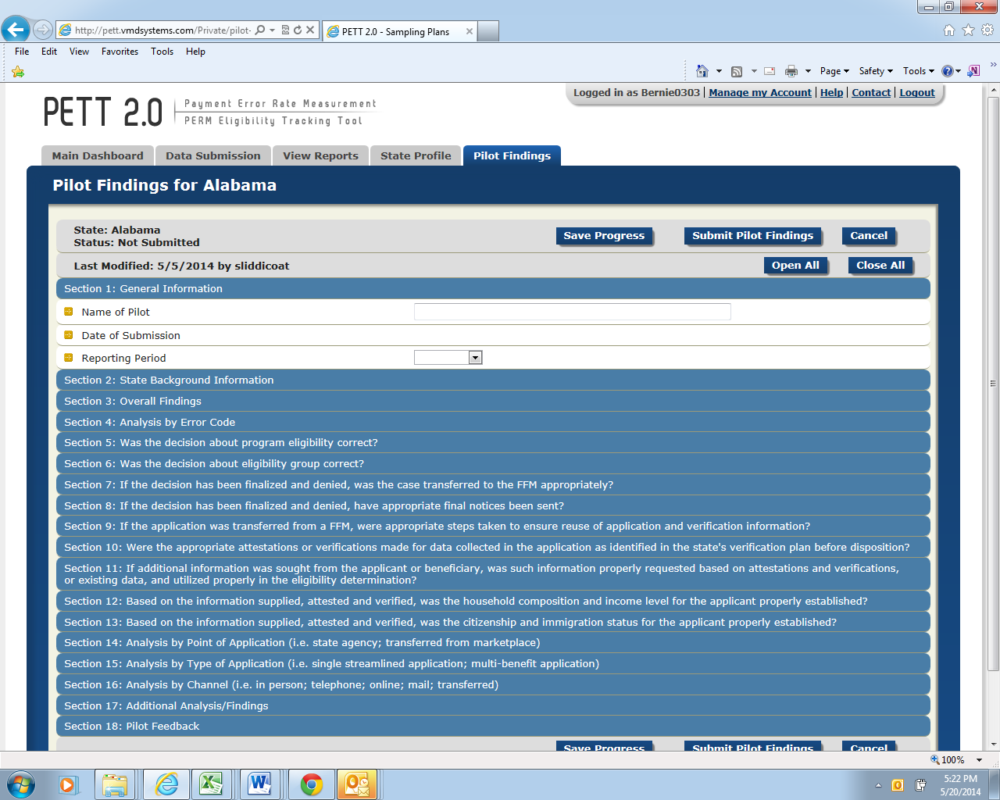 http://pett.vmdsystems.com/Private/pilot-
PETT 2.0 - Sampling Plans
File Edit View Favorites Tools Help
Page Safety Tools
PETT 2.0
Payment Error Rate Measurement
PERM Eligibility Tracking Tool
Logged in as Bernie0303 | Manage my Account | Help | Contact | Logout
Main Dashboard Data Submission View Reports State Profile Pilot Findings
Pilot Findings for Alabama
State: Alabama
Status: Not Submitted
Save Progress Submit Pilot Findings Cancel
Last Modified: 5/5/2014 by sliddicoat
Open All Close All
Section 1: General Information
Name of Pilot
Date of Submission
Reporting Period
Section 2: State Background Information
Section 3: Overall Findings
Section 4: Analysis by Error Code
Section 5: Was the decision about program eligibility correct?
Section 6: Was the decision about eligibility group correct?
Section 7: If the decision has been finalized and denied, was the case transferred to the FFM appropriately?
Section 8: If the decision has been finalized and denied, have appropriate final notices been sent?
Section 9: If the application was transferred from a FFM, were appropriate steps taken to ensure reuse of application and verification information?
Section 10: Were the appropriate attestations or verifications made for data collected in the application as identified in the state's verification plan before disposition?
Section 11: If additional information was sought from the applicant or beneficiary, was such information properly requested based on attestations and verifications,
or existing data, and utilized properly in the eligibility determination?
Section 12: Based on the information supplied, attested and verified, was the household composition and income level for the applicant properly established?
Section 13: Based on the information supplied, attested and verified, was the citizenship and immigration status for the applicant properly established?
Section 14: Analysis by Point of Application (i.e. state agency; transferred from marketplace)
Section 15: Analysis by Type of Application (i.e. single streamlined application; multi-benefit application)
Section 16: Analysis by Channel (i.e. in person; telephone; online; mail; transferred)
Section 17: Additional Analysis/Findings
Section 18: Pilot Feedback
Save Progress Submit Pilot Findings Cancel
100%
5:22 PM
5/20/2014